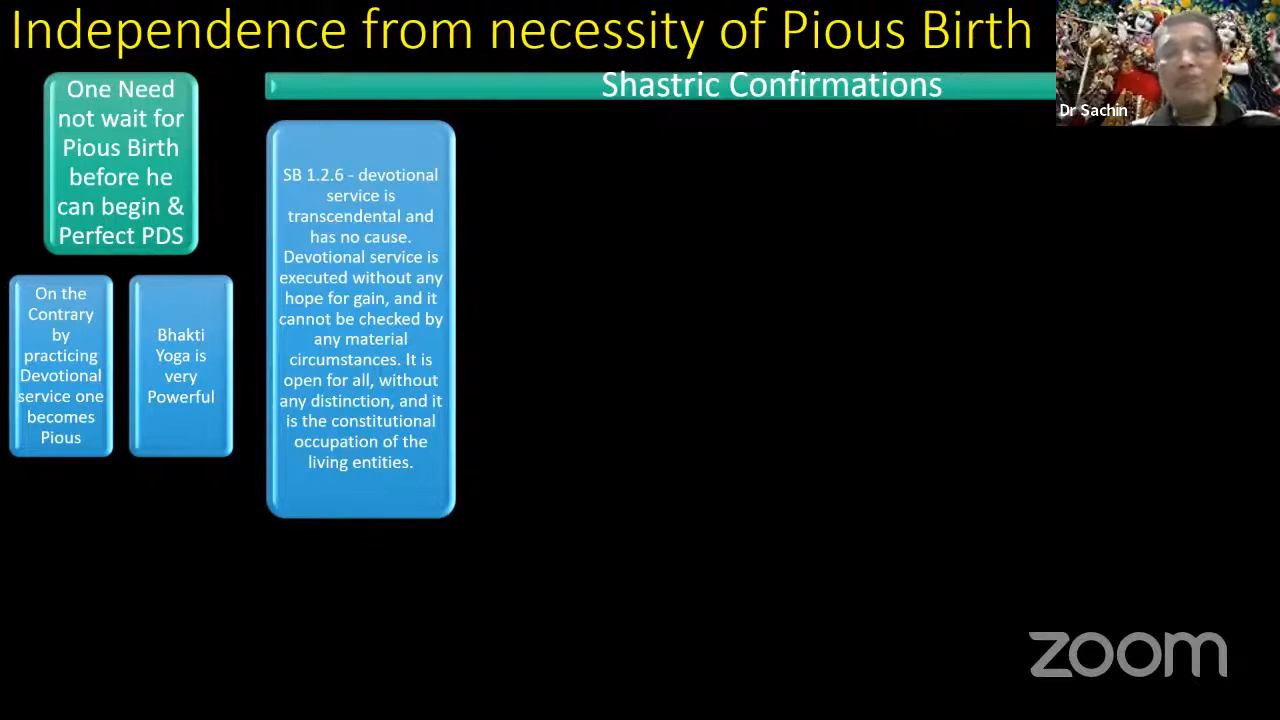 Independence from necessity of Pious Birth
One Need
not wait for
Pious Birth
before he
can begin &
Perfect PDS
On the
Contrary
by
practicing
Devotional
service one
becomes
Pious
Bhakti
Yoga is
very
Powerful
Shastric Confirmations
SB 1.2.6 - devotional
service is
transcendental and
has no cause.
Devotional service is
executed without any
hope for gain, and it
cannot be checked by
any material
circumstances. It is
open for all, without
any distinction, and it
is the constitutional
occupation of the
living entities.
Dr Sachin
zoom